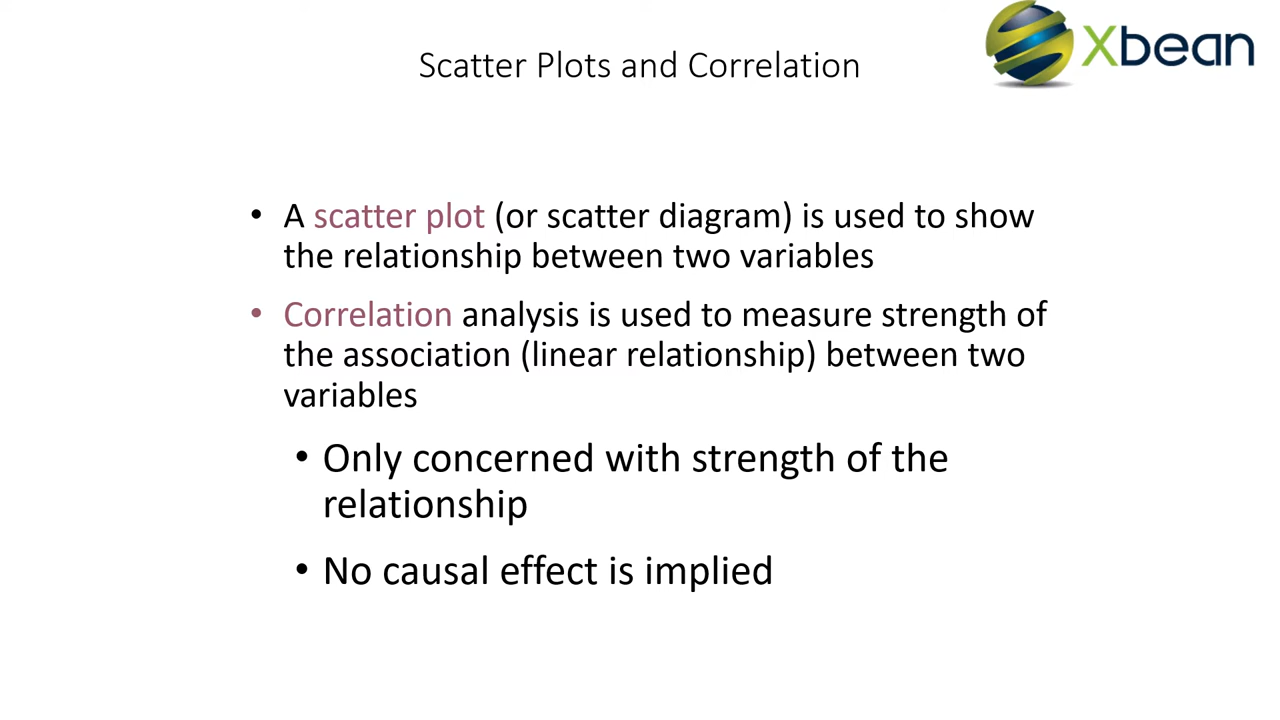 Xbean
Scatter Plots and Correlation
• A scatter plot (or scatter diagram) is used to show
the relationship between two variables
• Correlation analysis is used to measure strength of
the association (linear relationship) between two
variables
• Only concerned with strength of the
relationship
• No causal effect is implied